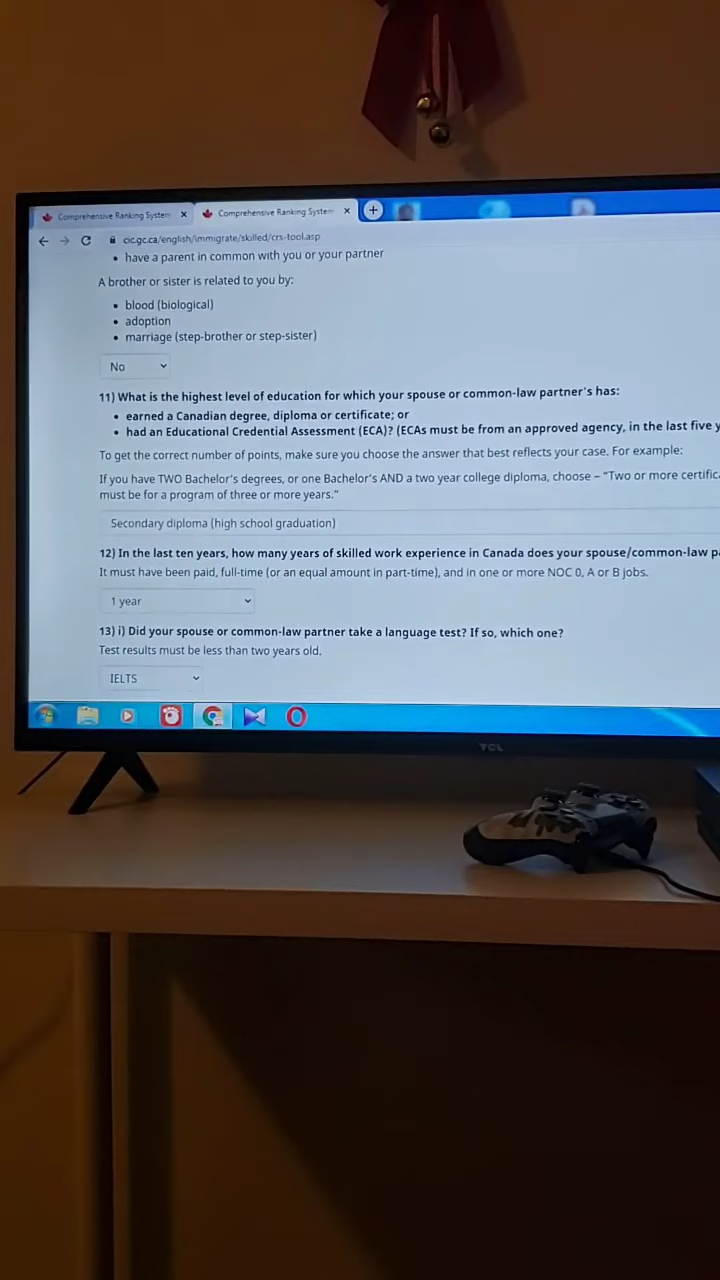 Comprehensive Ranking System
Comprehensive Ranking System
cic.gc.ca/english/immigrate/skilled/crs-tool.asp
have a parent in common with you or your partner
A brother or sister is related to you by:
blood (biological)
adoption
marriage (step-brother or step-sister)
No
11) What is the highest level of education for which your spouse or common-law partner's has:
earned a Canadian degree, diploma or certificate; or
had an Educational Credential Assessment (ECA)? (ECAs must be from an approved agency, in the last five y
To get the correct number of points, make sure you choose the answer that best reflects your case. For example:
If you have TWO Bachelor's degrees, or one Bachelor's AND a two year college diploma, choose – "Two or more certific
must be for a program of three or more years."
Secondary diploma (high school graduation)
12) In the last ten years, how many years of skilled work experience in Canada does your spouse/common-law p
It must have been paid, full-time (or an equal amount in part-time), and in one or more NOC 0, A or B jobs.
1 year
13) i) Did your spouse or common-law partner take a language test? If so, which one?
Test results must be less than two years old.
IELTS
TCL